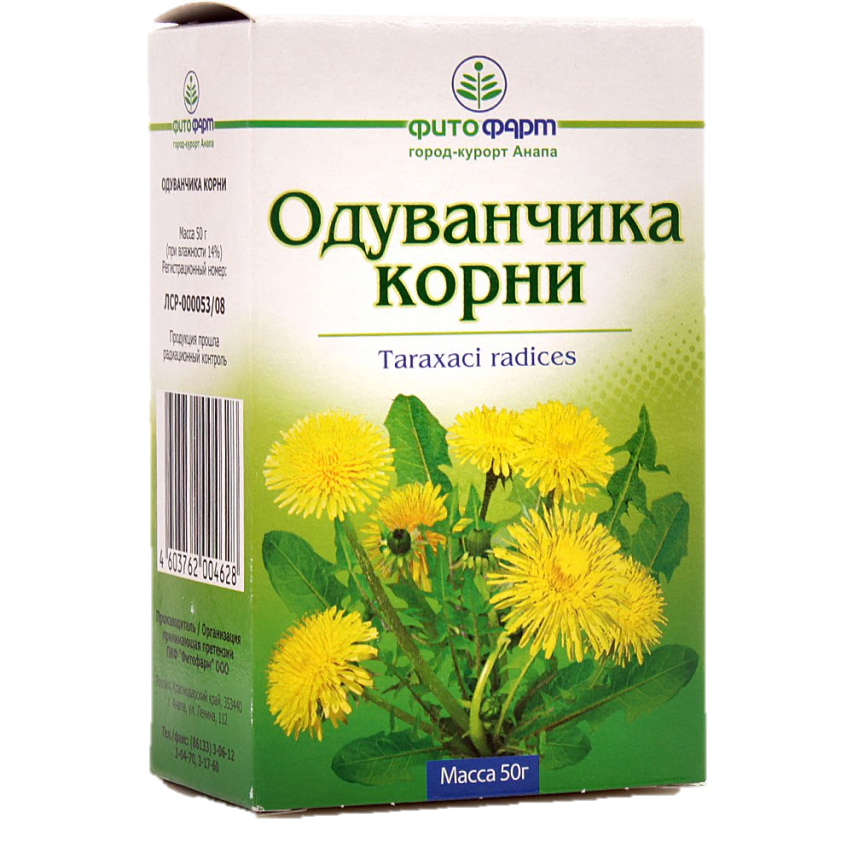 ФИТОФАРМ
город-курорт Анапа
Одуванчика
корни
Taraxaci radices
Масса 50г
ФИТОФАРМ
город-курорт Анапа
ОДУВАНЧИКА КОРНИ
Масса 50 г
(при влажности 14%)
Регистрационный номер:
ЛСР-000053/08
Продукция прошла
радиационный контроль
4 603762 004628
Производитель / Организация
принимающая претензии
ПКФ "Фитофарм" ООО
Россия, Краснодарский край, 353440
г. Анапа, ул. Ленина, 112
Тел./факс: (86133) 3-06-12
3-04-70, 3-17-60